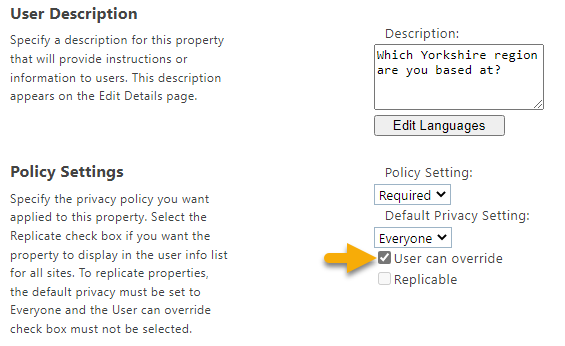 User Description
Specify a description for this property
that will provide instructions or
information to users. This description
appears on the Edit Details page.
Description:
Which Yorkshire region
are you based at?
Edit Languages
Policy Settings
Specify the privacy policy you want
applied to this property. Select the
Replicate check box if you want the
property to display in the user info list
for all sites. To replicate properties,
the default privacy must be set to
Everyone and the User can override
check box must not be selected.
Policy Setting:
Required
Default Privacy Setting:
Everyone
User can override
Replicable